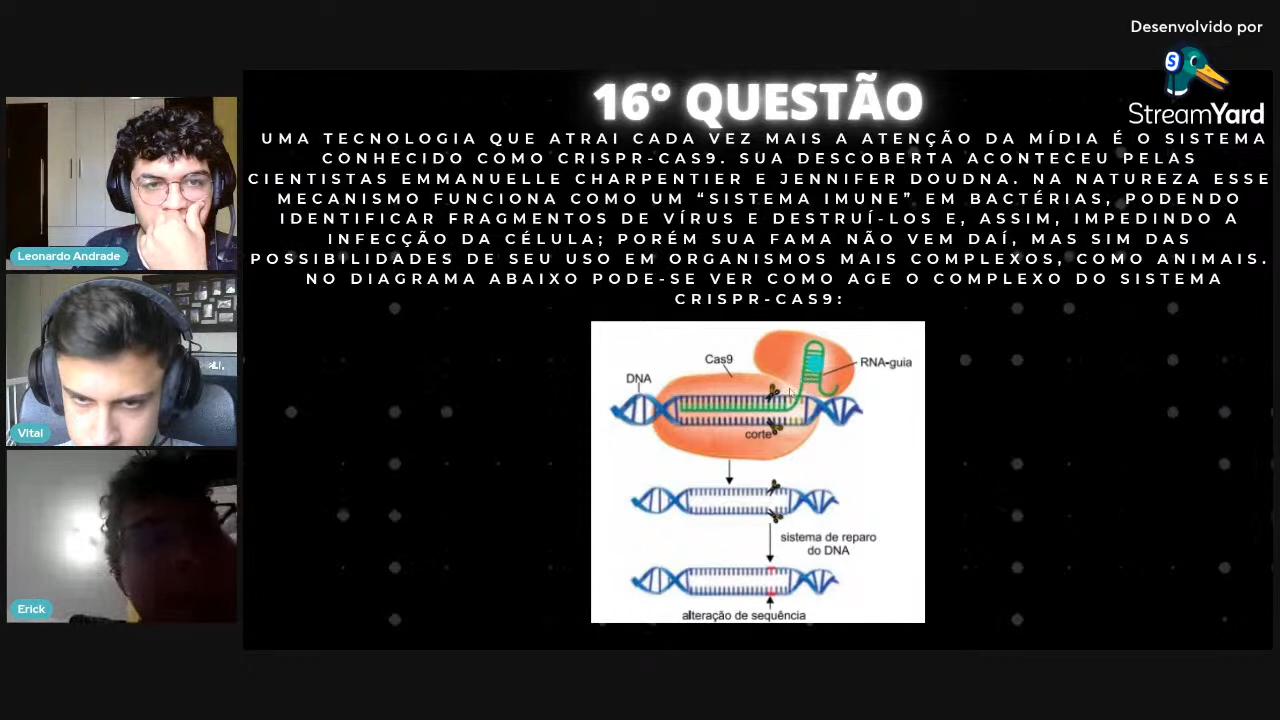 Desenvolvido por
StreamYard
16° QUESTÃO
UMA TECNOLOGIA QUE ATRAI CADA VEZ MAIS A ATENÇÃO DA MÍDIA É O SISTEMA
CONHECIDO COMO CRISPR-CAS9. SUA DESCOBERTA ACONTECEU PELAS
CIENTISTAS EMMANUELLE CHARPENTIER E JENNIFER DOUDNA. NA NATUREZA ESSE
MECANISMO FUNCIONA COMO UM “SISTEMA IMUNE” EM BACTÉRIAS, PODENDO
IDENTIFICAR FRAGMENTOS DE VÍRUS E DESTRUÍ-LOS E, ASSIM, IMPEDINDO A
INFECÇÃO DA CÉLULA; PORÉM SUA FAMA NÃO VEM DAÍ, MAS SIM DAS
POSSIBILIDADES DE SEU USO EM ORGANISMOS MAIS COMPLEXOS, COMO ANIMAIS.
NO DIAGRAMA ABAIXO PODE-SE VER COMO AGE O COMPLEXO DO SISTEMA
CRISPR-CAS9:
Cas9
RNA-guia
DNA
corte
sistema de reparo
do DNA
alteração de sequência
Leonardo Andrade
Vital
Erick